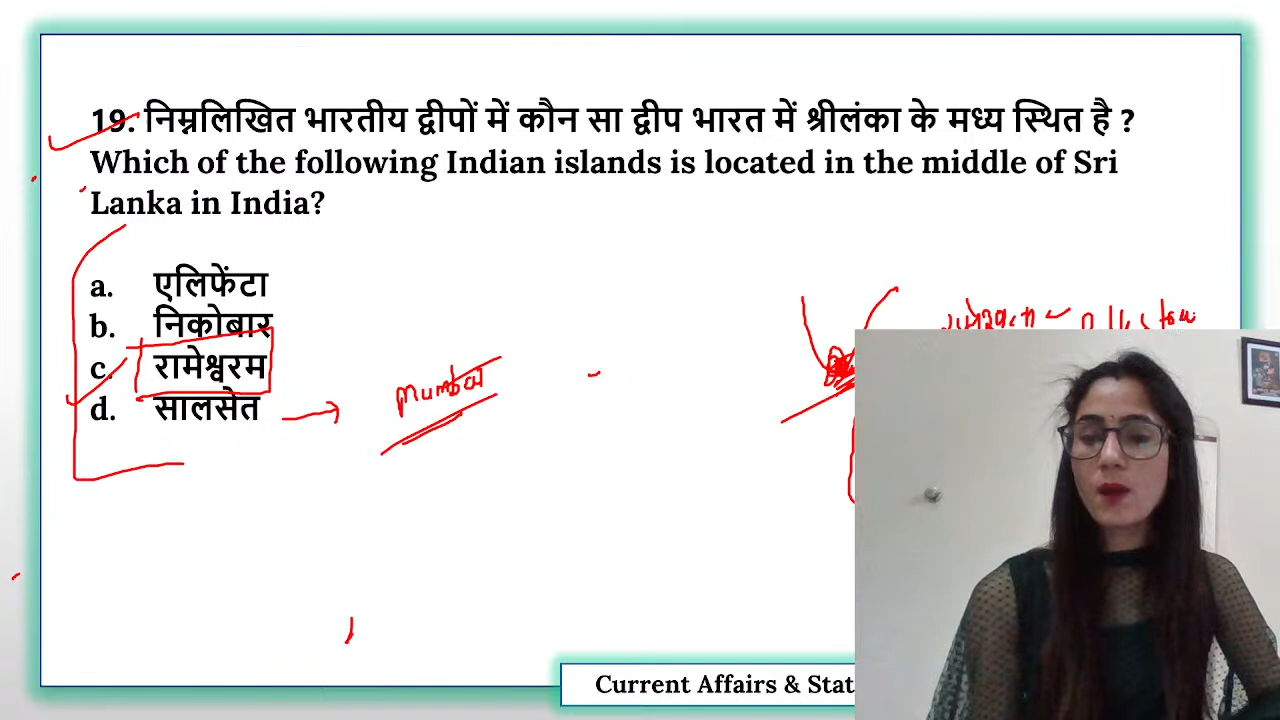 19. निम्नलिखित भारतीय द्वीपों में कौन सा द्वीप भारत में श्रीलंका के मध्य स्थित है ?
Which of the following Indian islands is located in the middle of Sri
Lanka in India?
a. एलिफेंटा
b. निकोबार
c. रामेश्वरम
d. सालसेत
Mumbai
Current Affairs & Stat